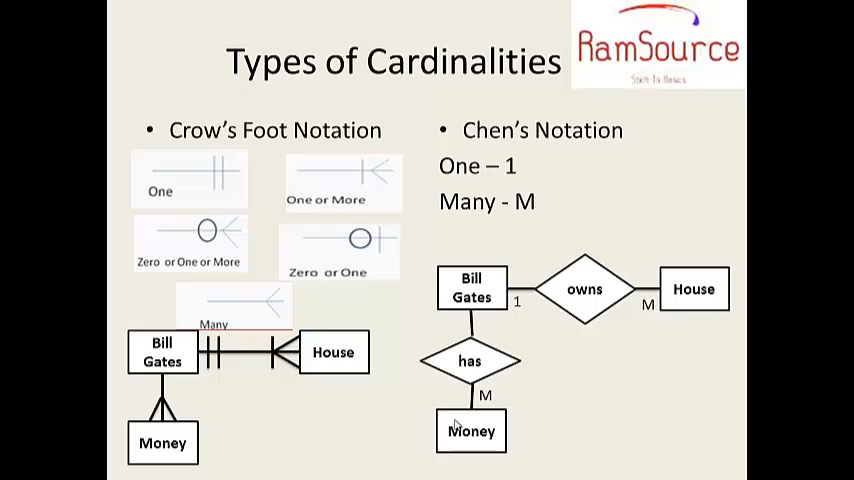 Types of Cardinalities
RamSource
• Crow's Foot Notation
One
One or More
Zero or One or More
Zero or One
Many
Bill
Gates
House
Money
• Chen's Notation
One – 1
Many - M
Bill
Gates
1
owns
M
House
has
M
Money